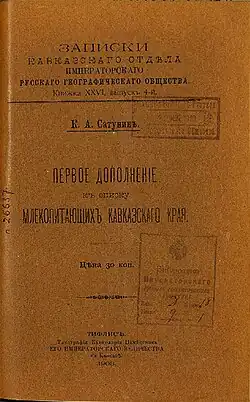 ЗАПИСКИ
КАВКАЗСКАГО ОТДѢЛА
ИМПЕРАТОРСКАГО
РУССКАГО ГЕОГРАФИЧЕСКАГО ОБЩЕСТВА.
Книжка XXVI, выпускъ 4-й.
К. А. Сатунинъ.
ПЕРВОЕ ДОПОЛНЕНІЕ
къ списку
МЛЕКОПИТАЮЩИХЪ КАВКАЗСКАГО КРАЯ.
Цѣна 30 коп.
ТИФЛИСЪ.
Типографія Канцеляріи
ЕГО ИМПЕРАТОРСКАГО ВЕЛИЧЕСТВА
на Кавказѣ